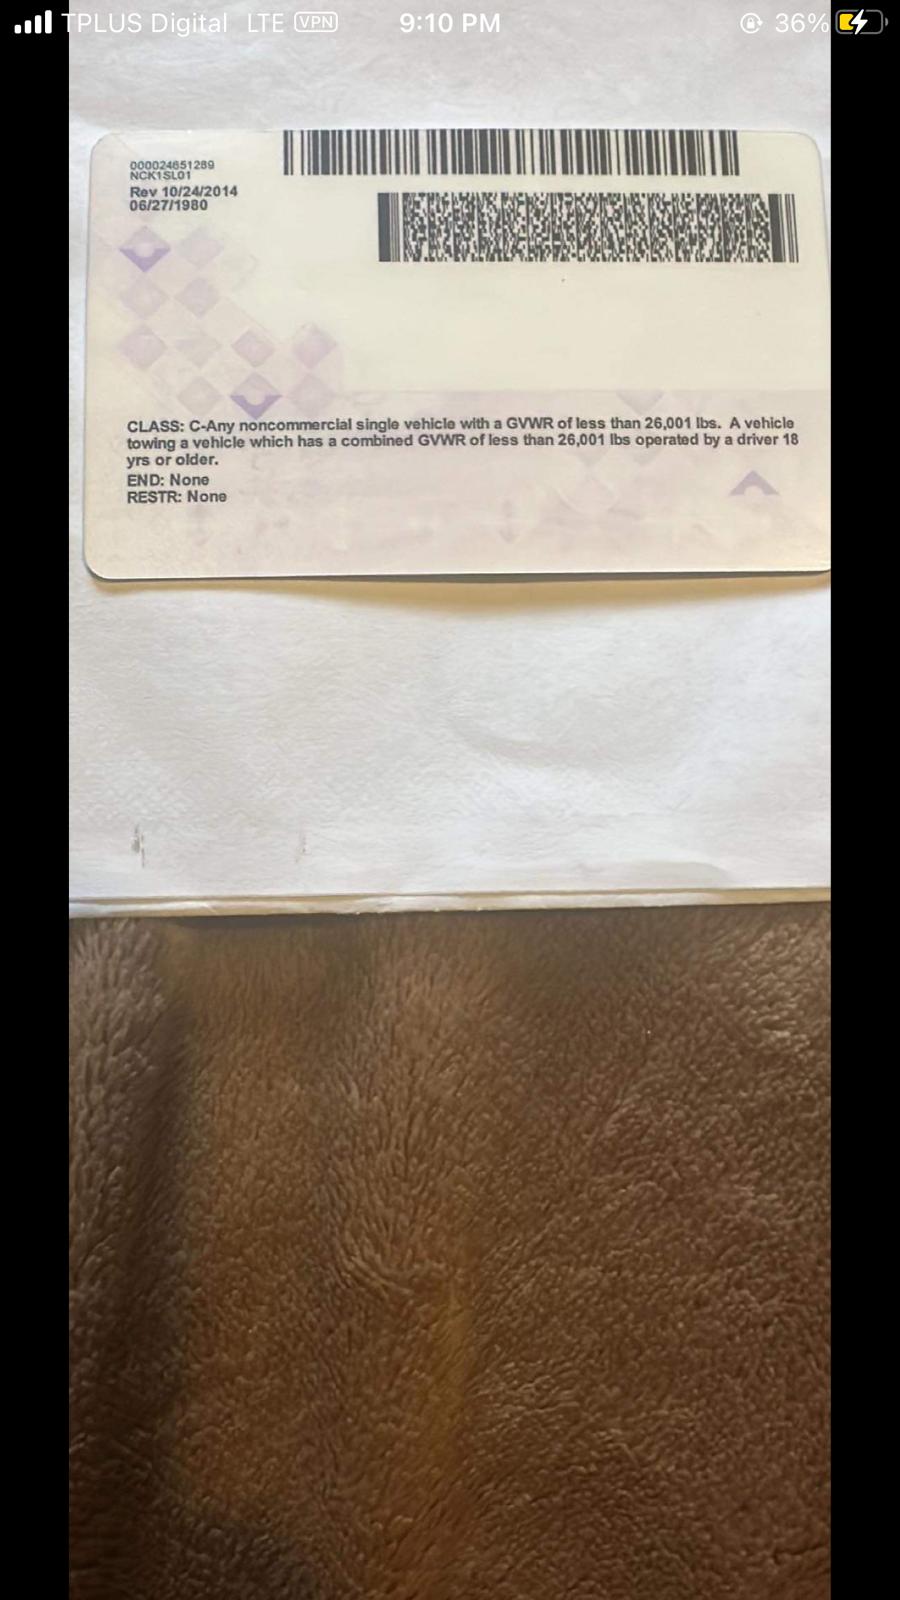 TPLUS Digital LTE VPN 9:10 PM 36%
000024651289
NCK1SL01
Rev 10/24/2014
06/27/1980
CLASS: C-Any noncommercial single vehicle with a GVWR of less than 26,001 lbs. A vehicle
towing a vehicle which has a combined GVWR of less than 26,001 lbs operated by a driver 18
yrs or older.
END: None
RESTR: None